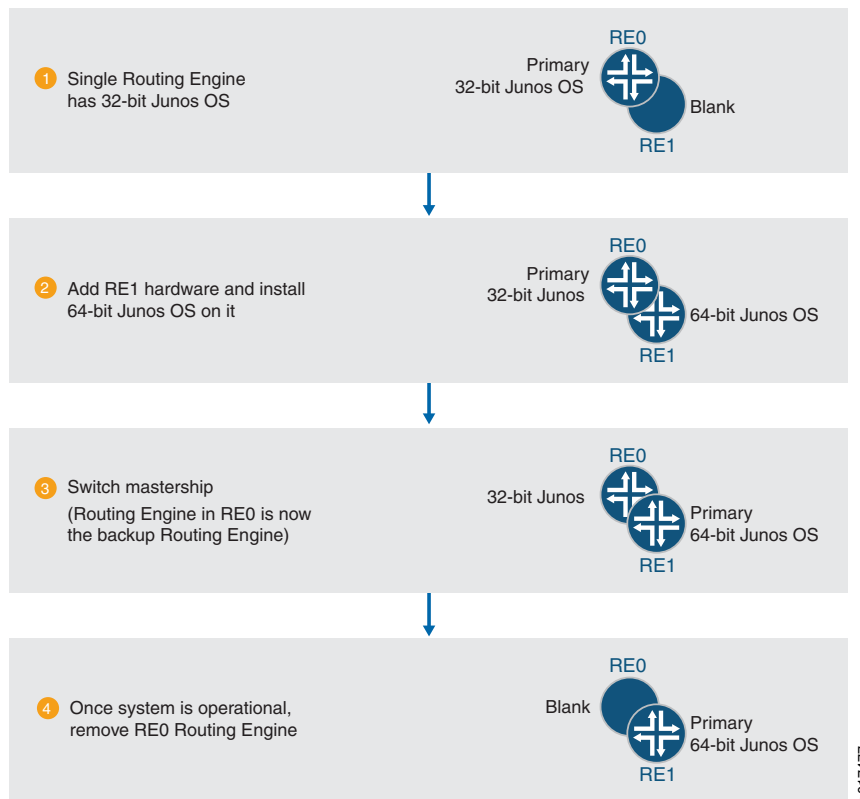 1 Single Routing Engine
has 32-bit Junos OS
RE0
Primary
32-bit Junos OS
Blank
RE1
2 Add RE1 hardware and install
64-bit Junos OS on it
RE0
Primary
32-bit Junos
64-bit Junos OS
RE1
3 Switch mastership
(Routing Engine in RE0 is now
the backup Routing Engine)
RE0
32-bit Junos
Primary
64-bit Junos OS
RE1
4 Once system is operational,
remove RE0 Routing Engine
RE0
Blank
Primary
64-bit Junos OS
RE1